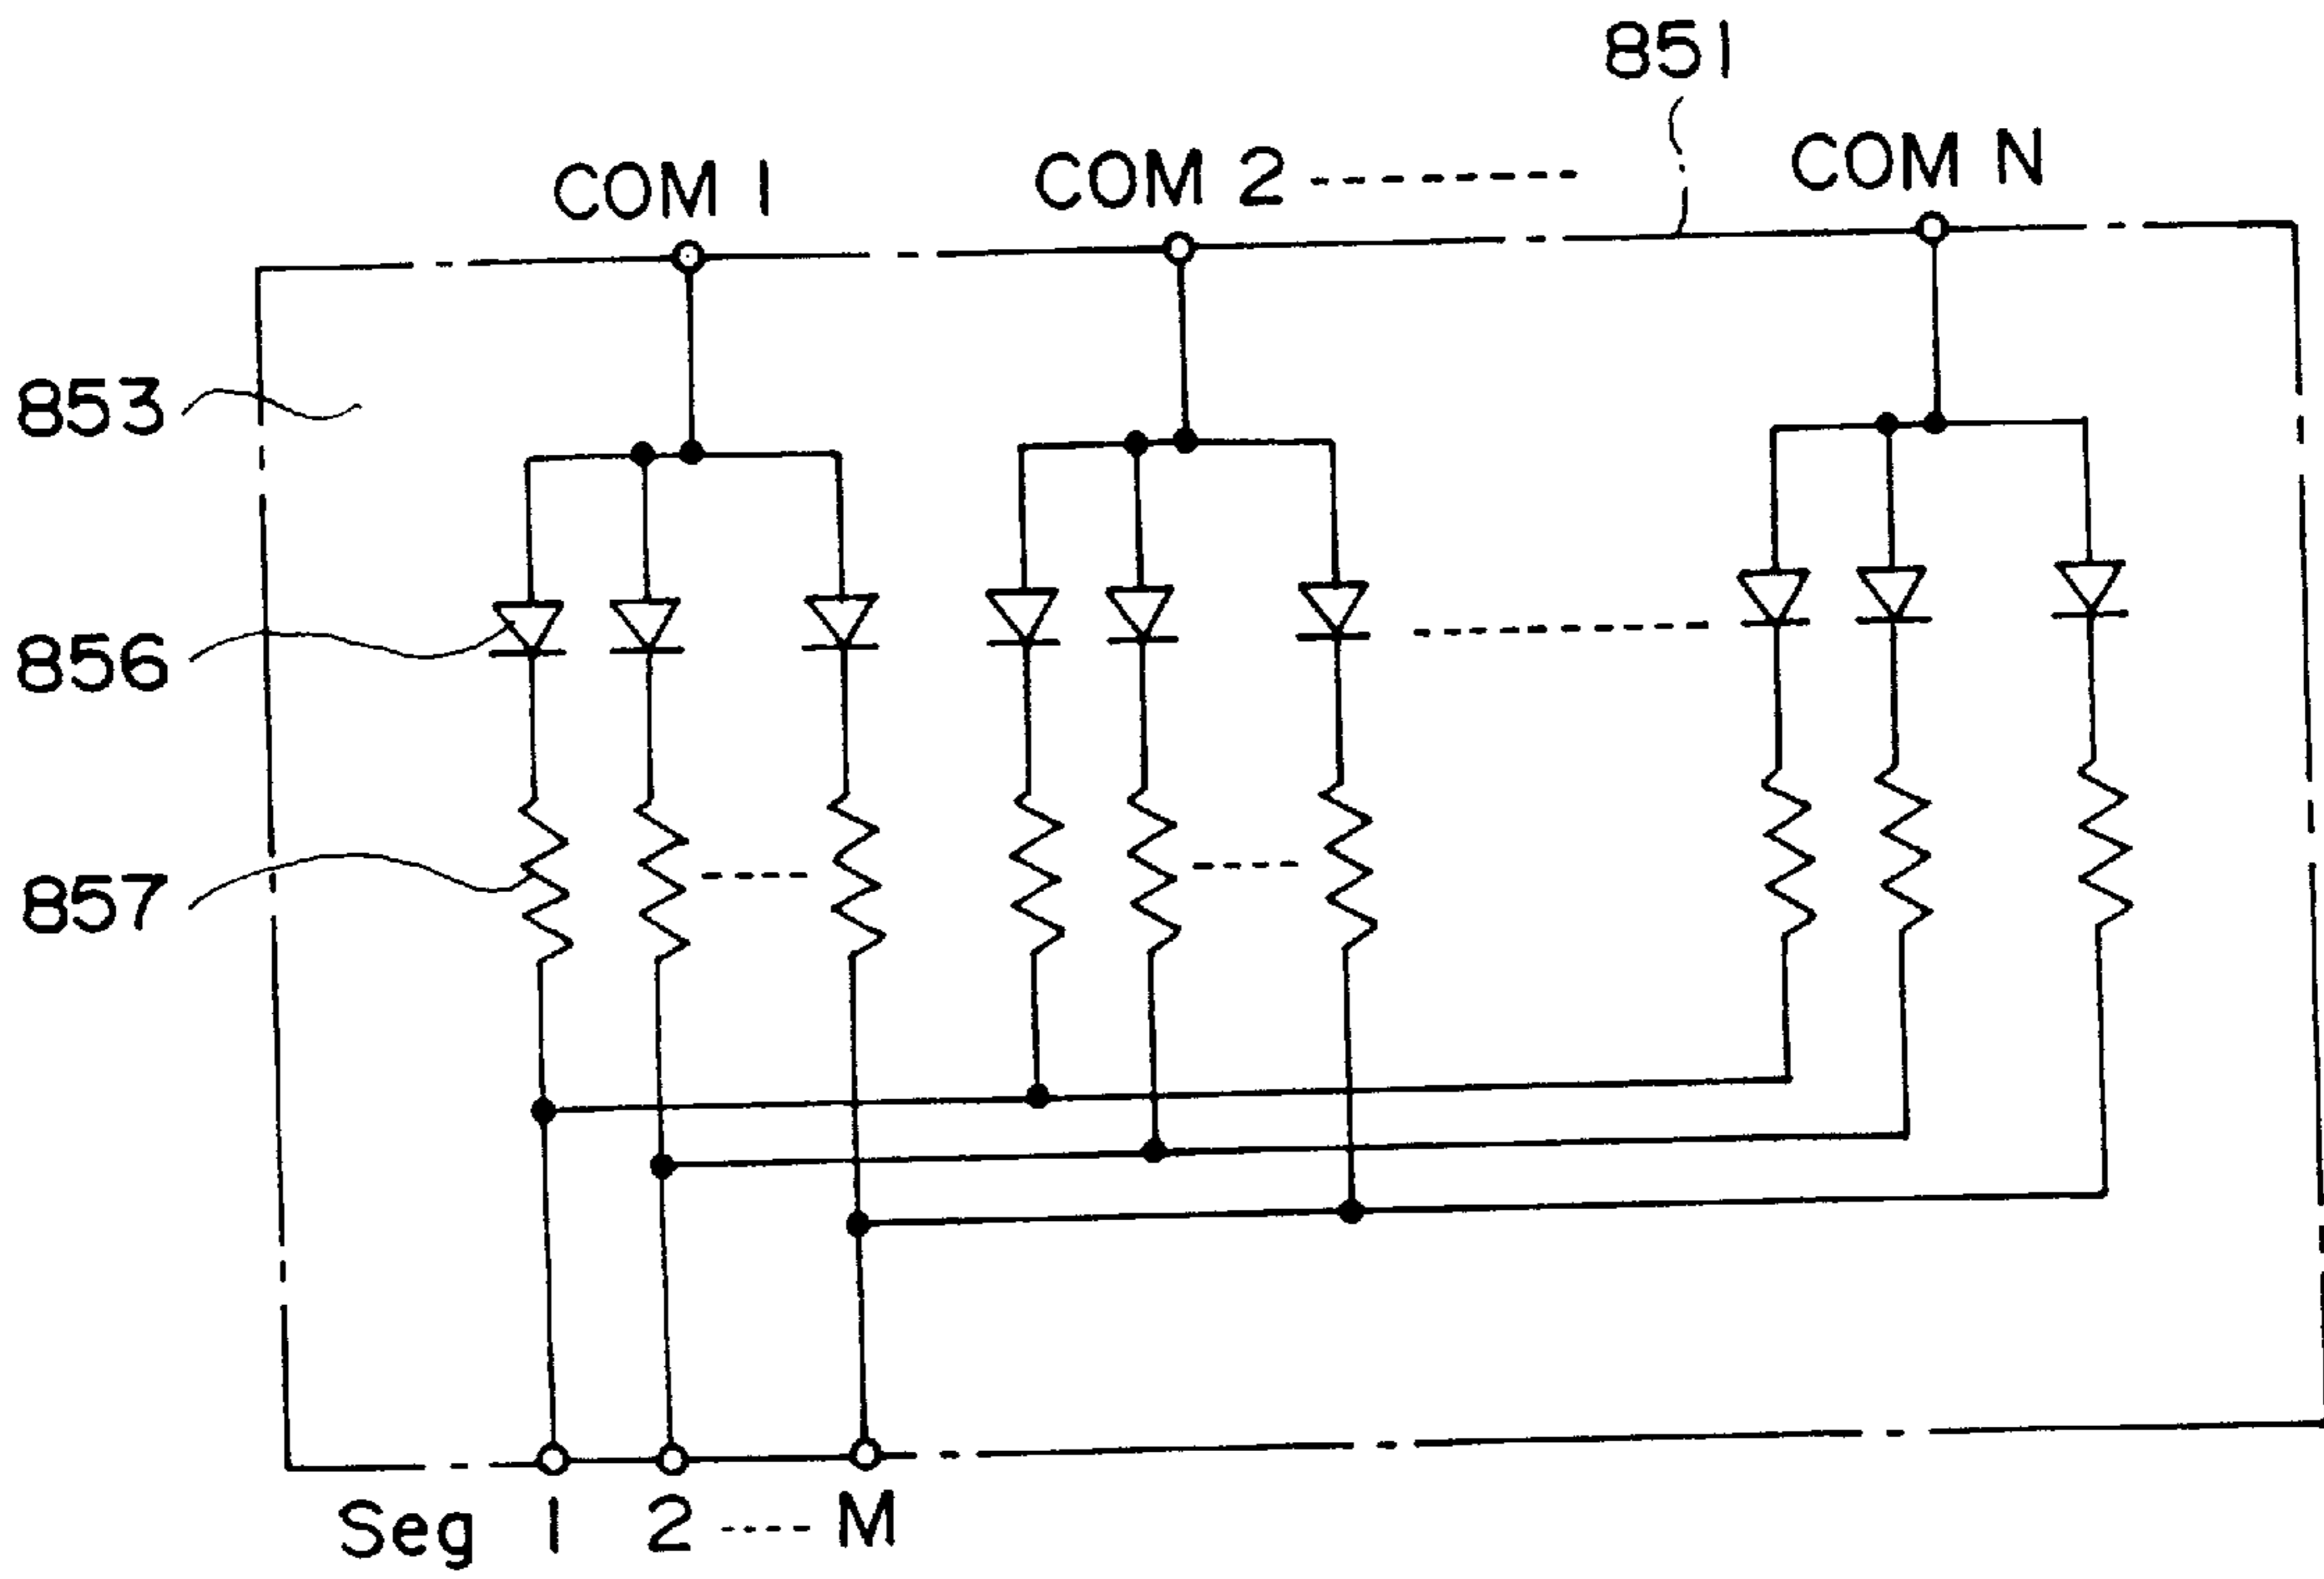 851
COM 1 COM 2 --------- COM N
853
856
857
Seg 1 2 ---- M